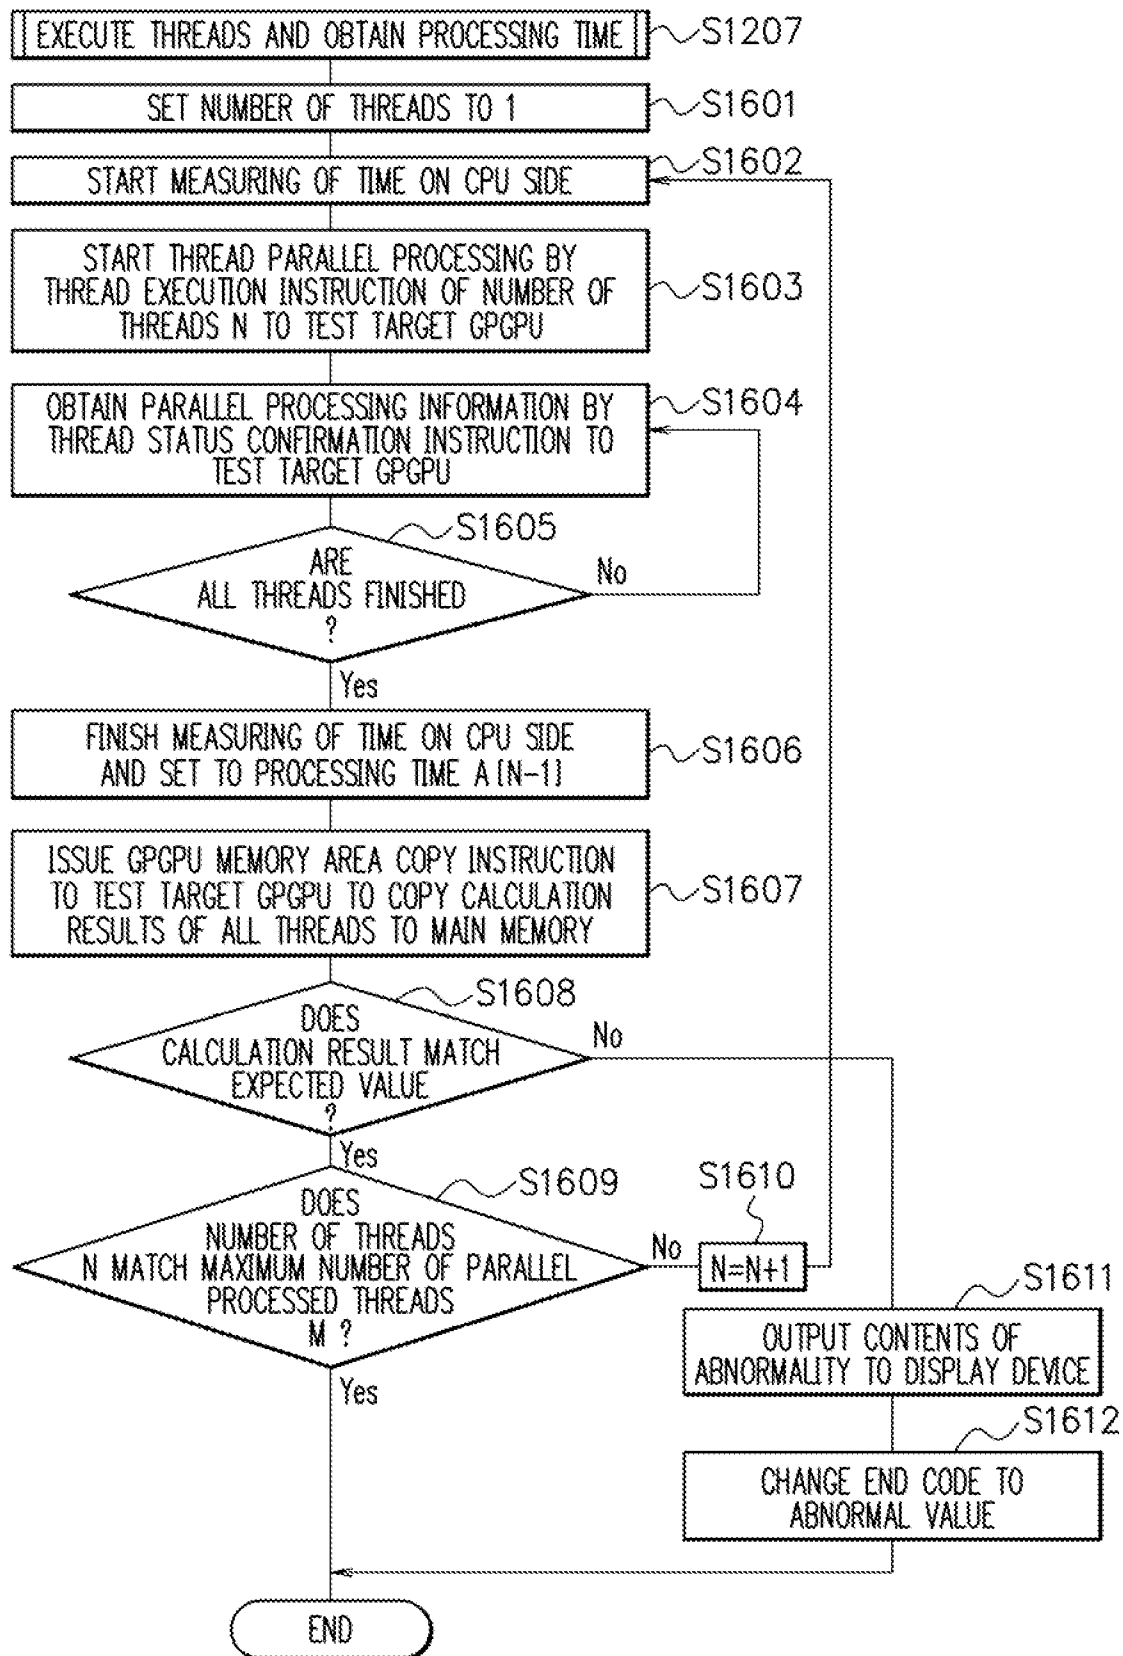 EXECUTE THREADS AND OBTAIN PROCESSING TIME
S1207
SET NUMBER OF THREADS TO 1
S1601
START MEASURING OF TIME ON CPU SIDE
S1602
START THREAD PARALLEL PROCESSING BY
THREAD EXECUTION INSTRUCTION OF NUMBER OF
THREADS N TO TEST TARGET GPGPU
S1603
OBTAIN PARALLEL PROCESSING INFORMATION BY
THREAD STATUS CONFIRMATION INSTRUCTION TO
TEST TARGET GPGPU
S1604
ARE
ALL THREADS FINISHED
?
S1605
No
Yes
FINISH MEASURING OF TIME ON CPU SIDE
AND SET TO PROCESSING TIME A[N-1]
S1606
ISSUE GPGPU MEMORY AREA COPY INSTRUCTION
TO TEST TARGET GPGPU TO COPY CALCULATION
RESULTS OF ALL THREADS TO MAIN MEMORY
S1607
DOES
CALCULATION RESULT MATCH
EXPECTED VALUE
?
S1608
No
Yes
DOES
NUMBER OF THREADS
N MATCH MAXIMUM NUMBER OF PARALLEL
PROCESSED THREADS
M ?
S1609
No
S1610
N=N+1
Yes
S1611
OUTPUT CONTENTS OF
ABNORMALITY TO DISPLAY DEVICE
S1612
CHANGE END CODE TO
ABNORMAL VALUE
END